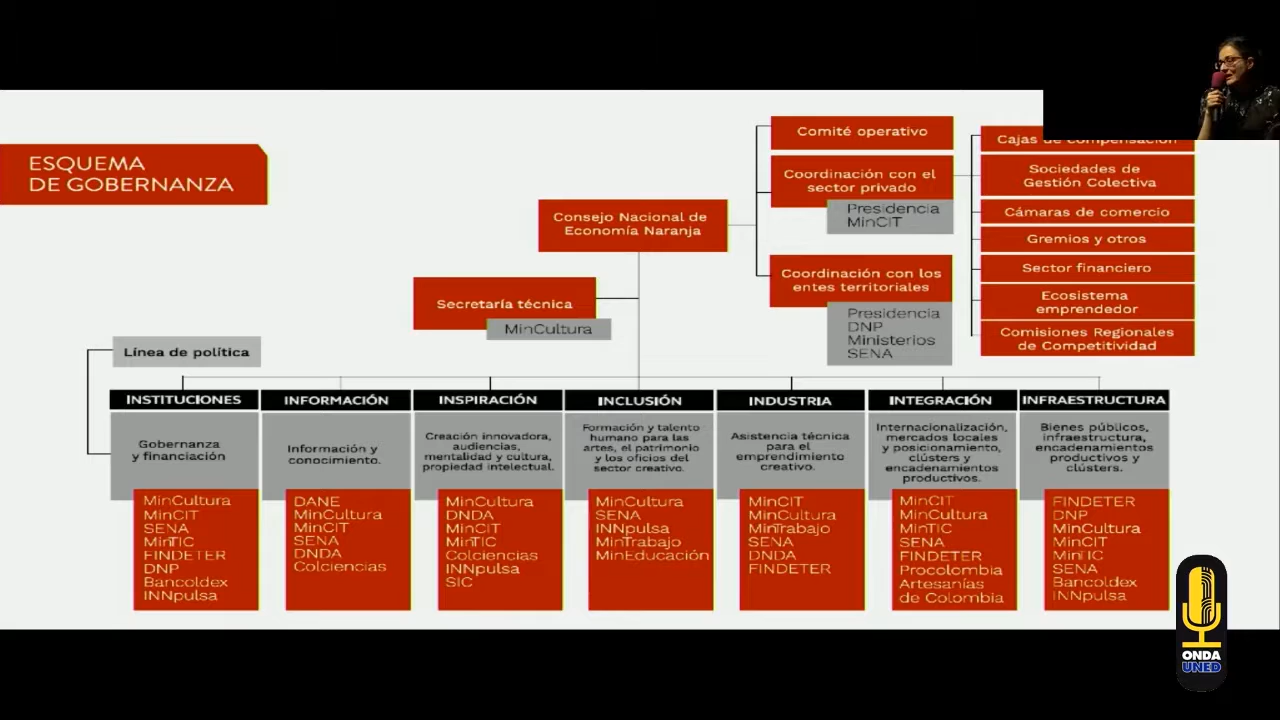 ESQUEMA
DE GOBERNANZA
Comité operativo
Coordinación con el
sector privado
Presidencia
MinCIT
Coordinación con los
entes territoriales
Presidencia
DNP
Ministerios
SENA
Cajas de compensación
Sociedades de
Gestión Colectiva
Cámaras de comercio
Gremios y otros
Sector financiero
Ecosistema
emprendedor
Comisiones Regionales
de Competitividad
Consejo Nacional de
Economía Naranja
Secretaría técnica
MinCultura
Línea de política
INSTITUCIONES
Gobernanza
y financiación
MinCultura
MinCIT
SENA
MinTIC
FINDETER
DNP
Bancoldex
INNpulsa
INFORMACIÓN
Información y
conocimiento.
DANE
MinCultura
MinCIT
SENA
DNDA
Colciencias
INSPIRACIÓN
Creación innovadora,
audiencias,
mentalidad y cultura,
propiedad intelectual.
MinCultura
DNDA
MinCIT
MinTIC
Colciencias
INNpulsa
SIC
INCLUSIÓN
Formación y talento
humano para las
artes, el patrimonio
y los oficios del
sector creativo.
MinCultura
SENA
INNpulsa
MinTrabajo
MinEducación
INDUSTRIA
Asistencia técnica
para el
emprendimiento
creativo.
MinCIT
MinCultura
MinTrabajo
SENA
DNDA
FINDETER
INTEGRACIÓN
Internacionalización,
mercados locales
y posicionamiento,
clústers y
encadenamientos
productivos.
MinCIT
MinCultura
MinTIC
SENA
FINDETER
Procolombia
Artesanías
de Colombia
INFRAESTRUCTURA
Bienes públicos,
infraestructura,
encadenamientos
productivos y
clústers.
FINDETER
DNP
MinCultura
MinCIT
MinTIC
SENA
Bancoldex
INNpulsa
ONDA
UNED